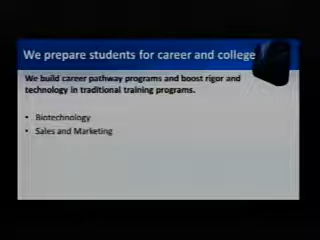 We prepare students for career and college
We build career pathway programs and boost rigor and
technology in traditional training programs.
• Biotechnology
• Sales and Marketing